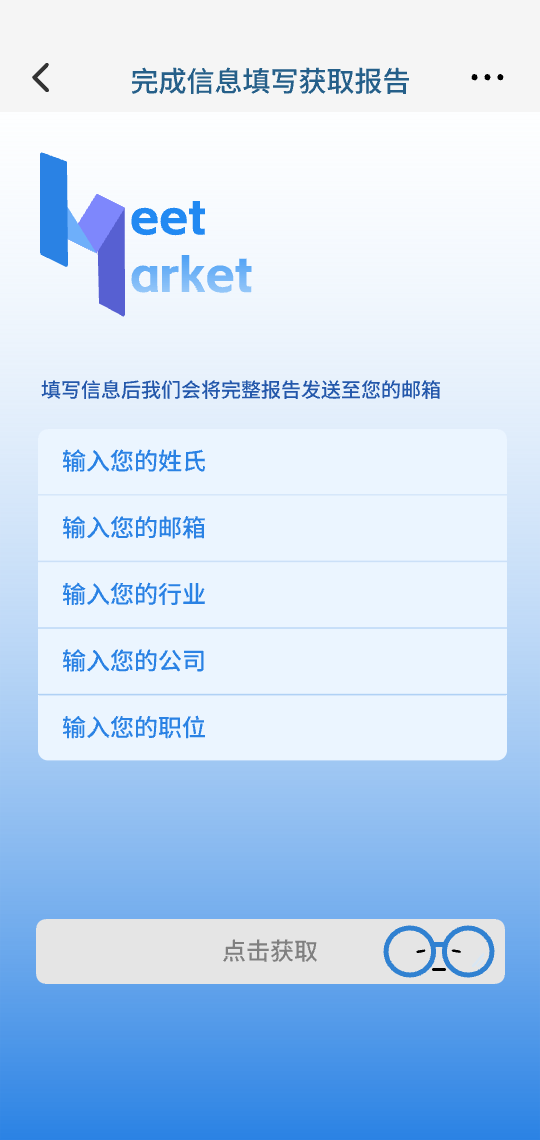 完成信息填写获取报告
eet
arket
填写信息后我们会将完整报告发送至您的邮箱
输入您的姓氏
输入您的邮箱
输入您的行业
输入您的公司
输入您的职位
点击获取